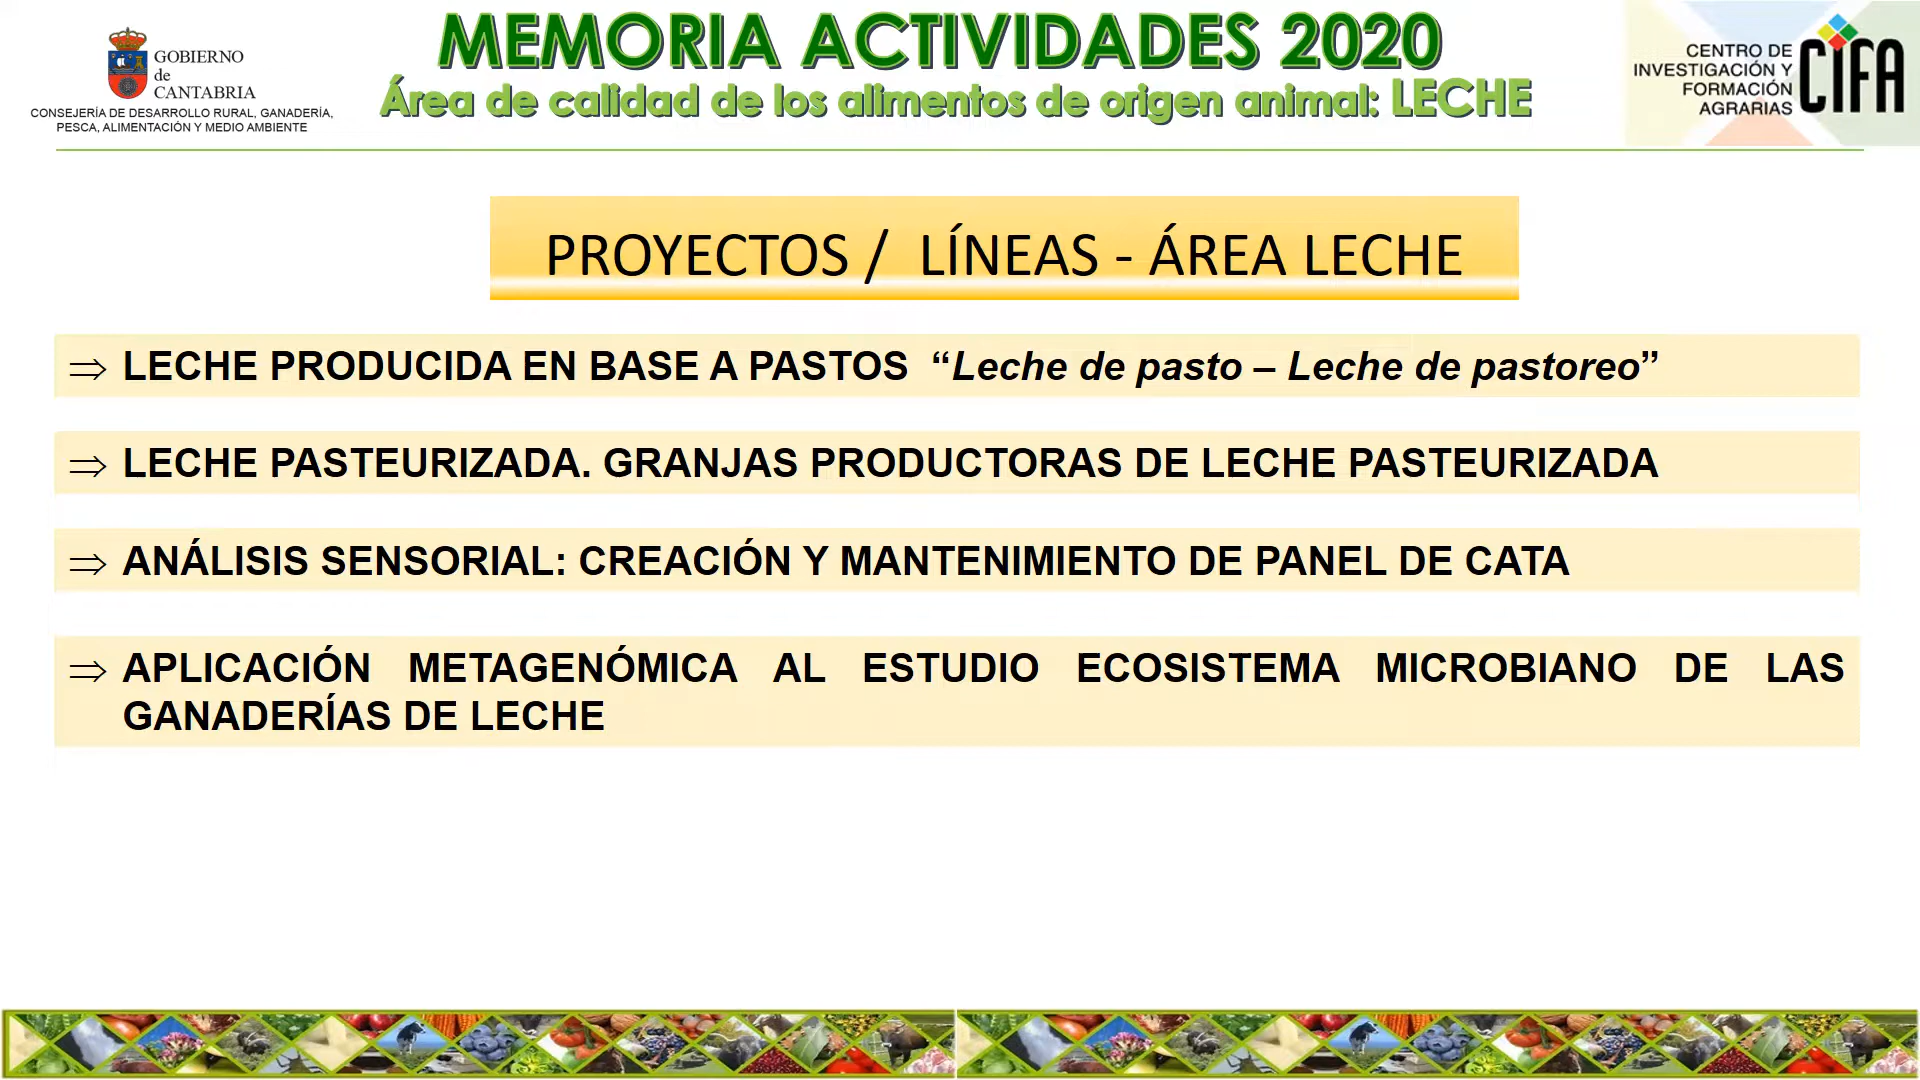 GOBIERNO
de
CANTABRIA
CONSEJERÍA DE DESARROLLO RURAL, GANADERÍA,
PESCA, ALIMENTACIÓN Y MEDIO AMBIENTE
MEMORIA ACTIVIDADES 2020
Área de calidad de los alimentos de origen animal: LECHE
CENTRO DE
INVESTIGACIÓN Y
FORMACIÓN
AGRARIAS
CIFA
PROYECTOS / LÍNEAS - ÁREA LECHE
⇒ LECHE PRODUCIDA EN BASE A PASTOS “Leche de pasto – Leche de pastoreo”
⇒ LECHE PASTEURIZADA. GRANJAS PRODUCTORAS DE LECHE PASTEURIZADA
⇒ ANÁLISIS SENSORIAL: CREACIÓN Y MANTENIMIENTO DE PANEL DE CATA
⇒ APLICACIÓN METAGENÓMICA AL ESTUDIO ECOSISTEMA MICROBIANO DE LAS
GANADERÍAS DE LECHE